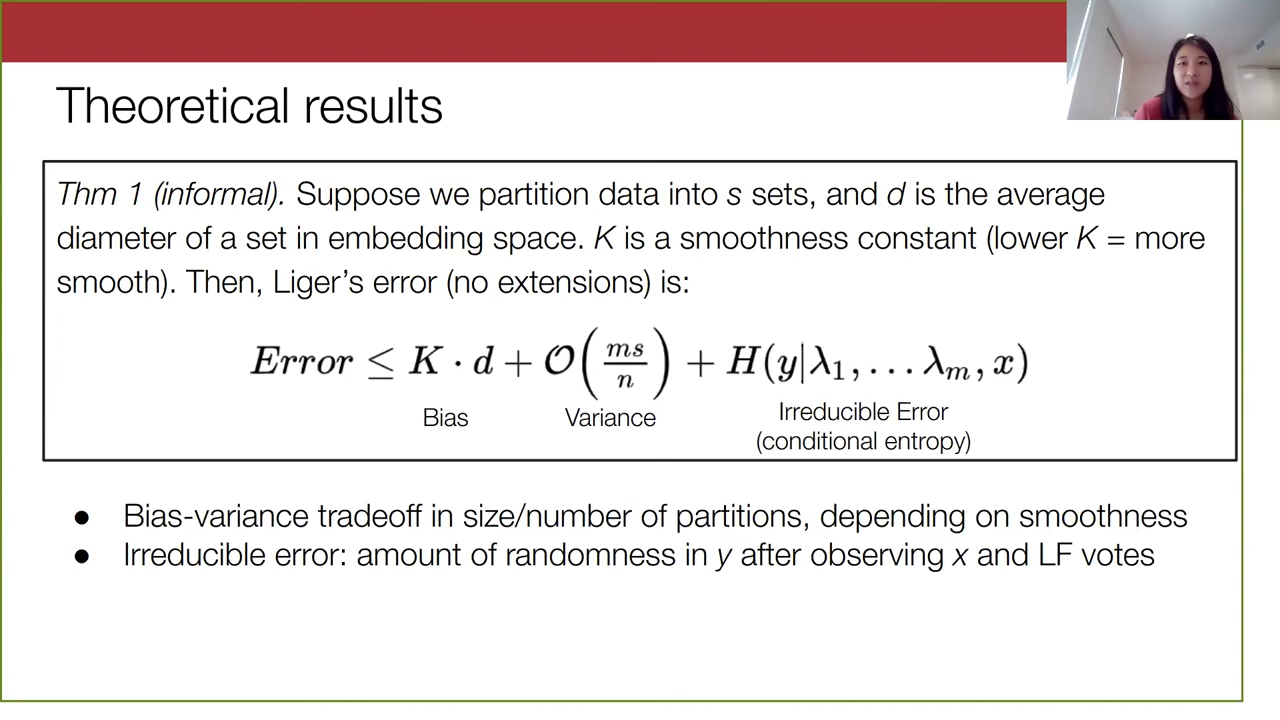 Theoretical results
Thm 1 (informal). Suppose we partition data into s sets, and d is the average
diameter of a set in embedding space. K is a smoothness constant (lower K = more
smooth). Then, Liger’s error (no extensions) is:
Error ≤ K · d + 𝒪(ms/n) + H(y|λ₁, … λₘ, x)
Bias Variance Irreducible Error
(conditional entropy)
● Bias-variance tradeoff in size/number of partitions, depending on smoothness
● Irreducible error: amount of randomness in y after observing x and LF votes